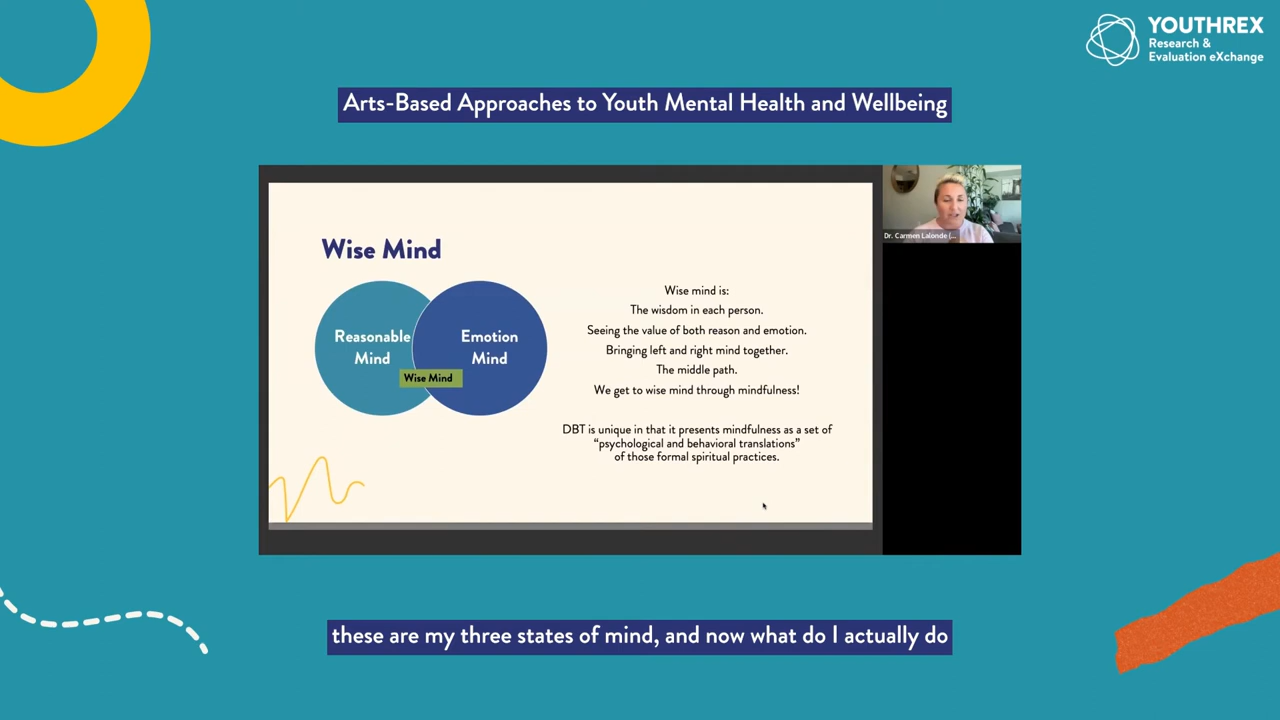 YOUTHREX
Research &
Evaluation eXchange
Arts-Based Approaches to Youth Mental Health and Wellbeing
Wise Mind
Reasonable
Mind
Emotion
Mind
Wise Mind
Wise mind is:
The wisdom in each person.
Seeing the value of both reason and emotion.
Bringing left and right mind together.
The middle path.
We get to wise mind through mindfulness!
DBT is unique in that it presents mindfulness as a set of
“psychological and behavioral translations”
of those formal spiritual practices.
Dr. Carmen Lalonde (...
these are my three states of mind, and now what do I actually do